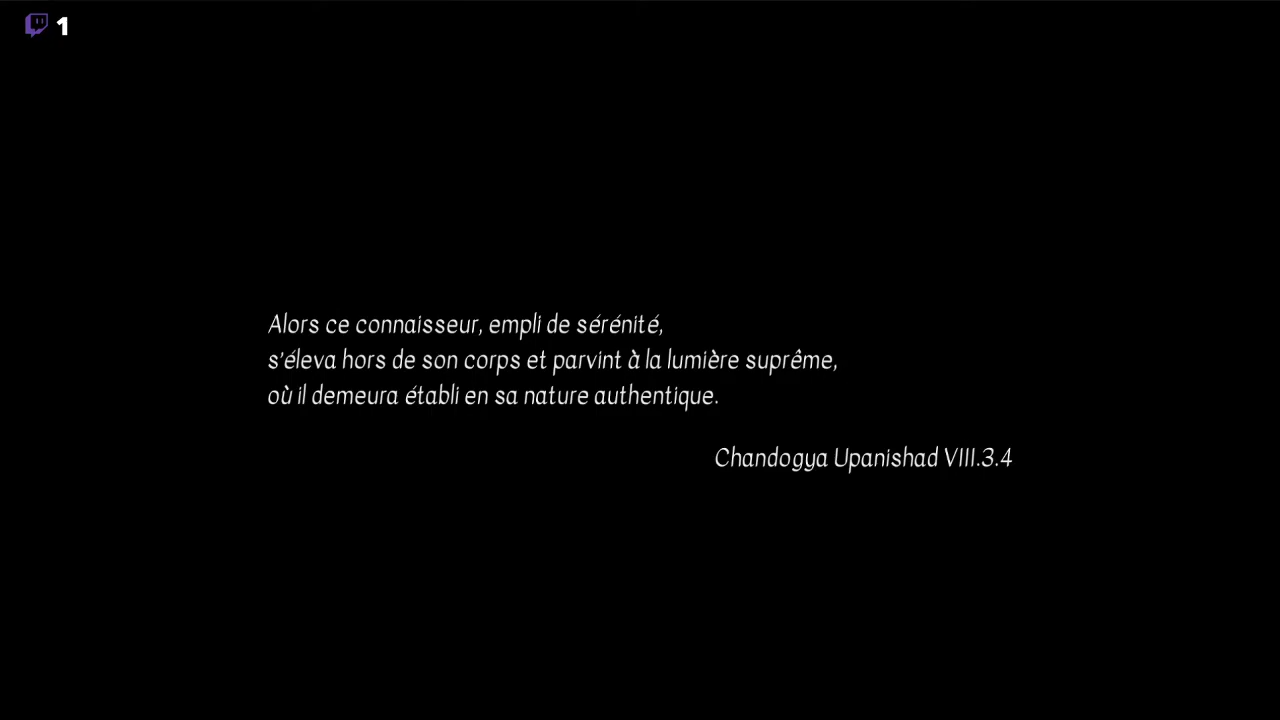 1
Alors ce connaisseur, empli de sérénité,
s'éleva hors de son corps et parvint à la lumière suprême,
où il demeura établi en sa nature authentique.
Chandogya Upanishad VIII.3.4